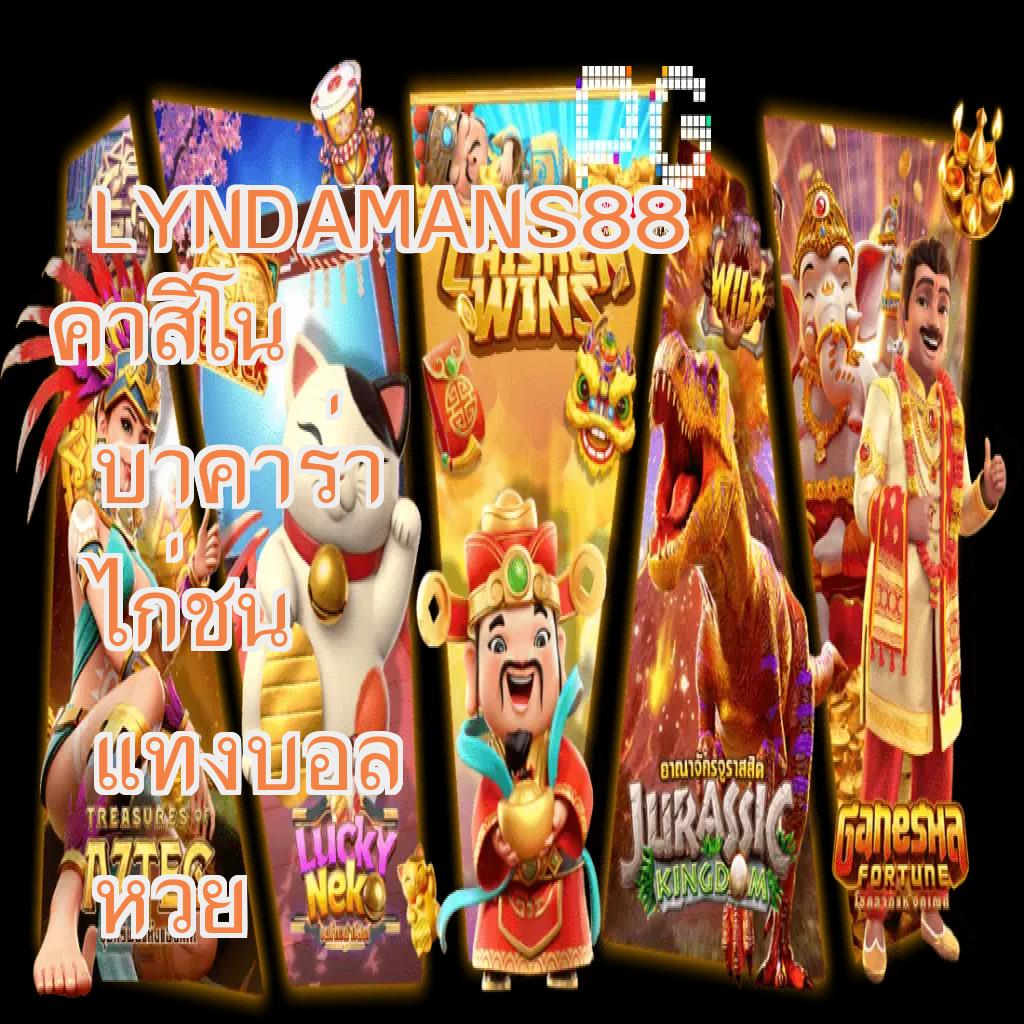 PG
LYNDAMANS88
WINS
คาสิโน
WILD
บาคาร่า
ไก่ชน
แทงบอล
อาณาจักรจูราสสิค
TREASURES OF
AZTEC
LUCKY
NEKO
JURASSIC
KINGDOM
GANESHA
FORTUNE
หวย